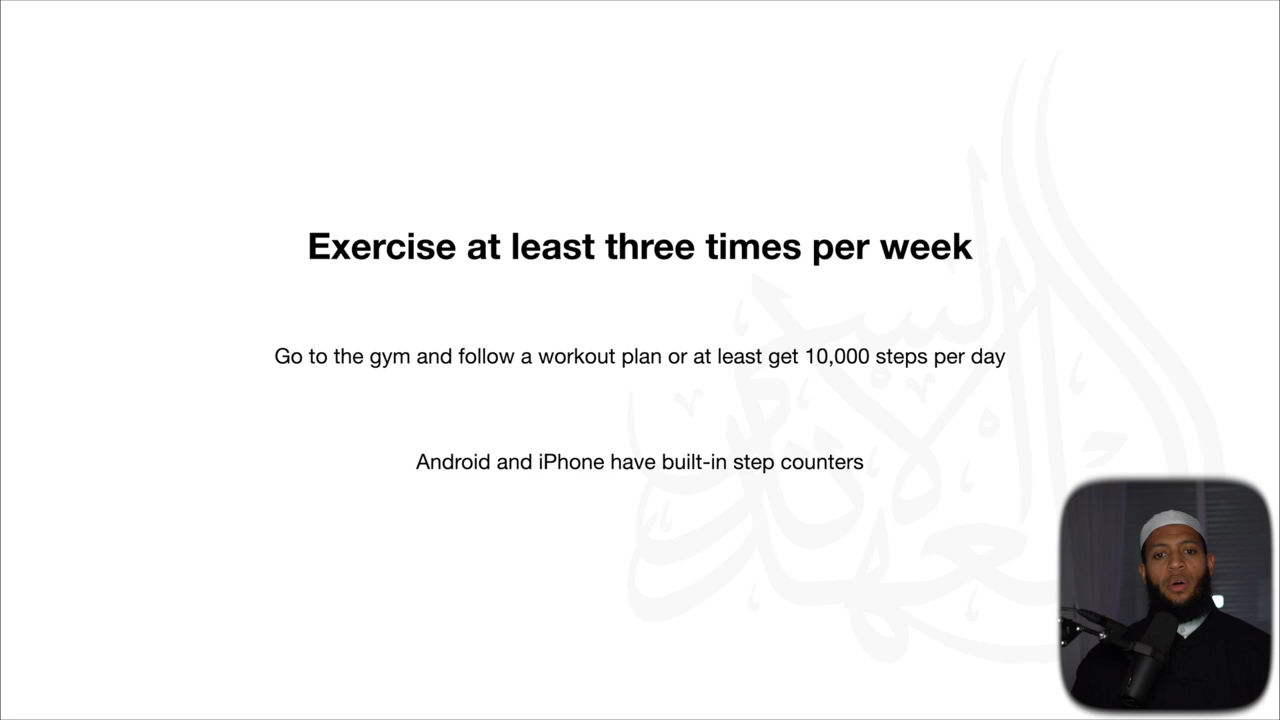 Exercise at least three times per week
Go to the gym and follow a workout plan or at least get 10,000 steps per day
Android and iPhone have built-in step counters